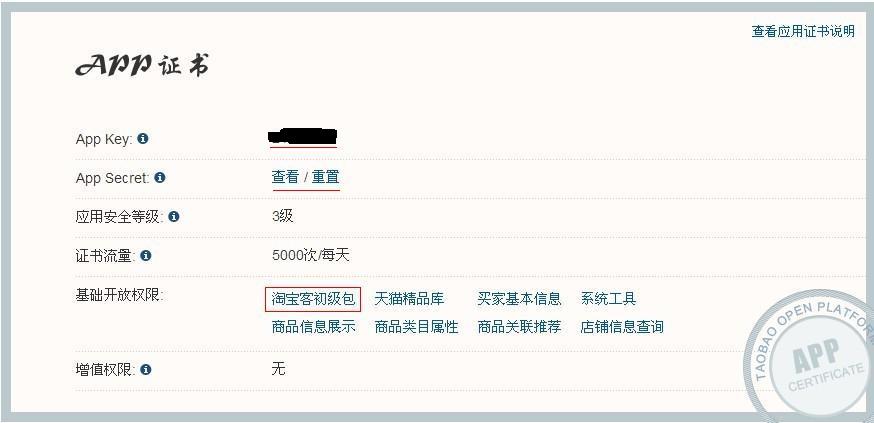 查看应用证书说明
APP 证书
App Key:
App Secret: 查看 / 重置
应用安全等级: 3级
证书流量: 5000次/每天
基础开放权限: 淘宝客初级包 天猫精品库 买家基本信息 系统工具
商品信息展示 商品类目属性 商品关联推荐 店铺信息查询
增值权限: 无
TAOBAO OPEN PLATFORM
APP
CERTIFICATE